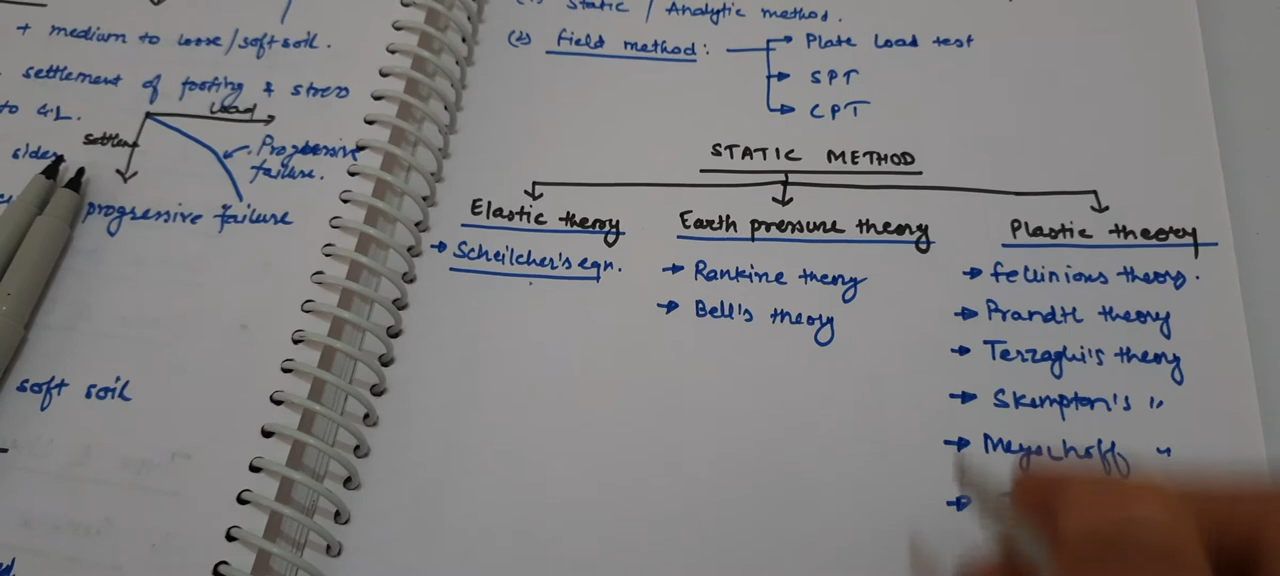 + medium to loose/soft soil.
settlement of footing & stress
to G.L.
Load
settlem
sides
Progressive
failure.
progressive failure
soft soil
Static / Analytic method.
(2) field method:
Plate Load test
SPT
CPT
STATIC METHOD
Elastic theory
→ Scheilcher's eqn.
Earth pressure theory
→ Rankine theory
→ Bell's theory
Plastic theory
→ fellinious theory.
→ Prandtl theory
→ Terzaghi's theory
→ Skempton's "
→ Meyerhoff "
→